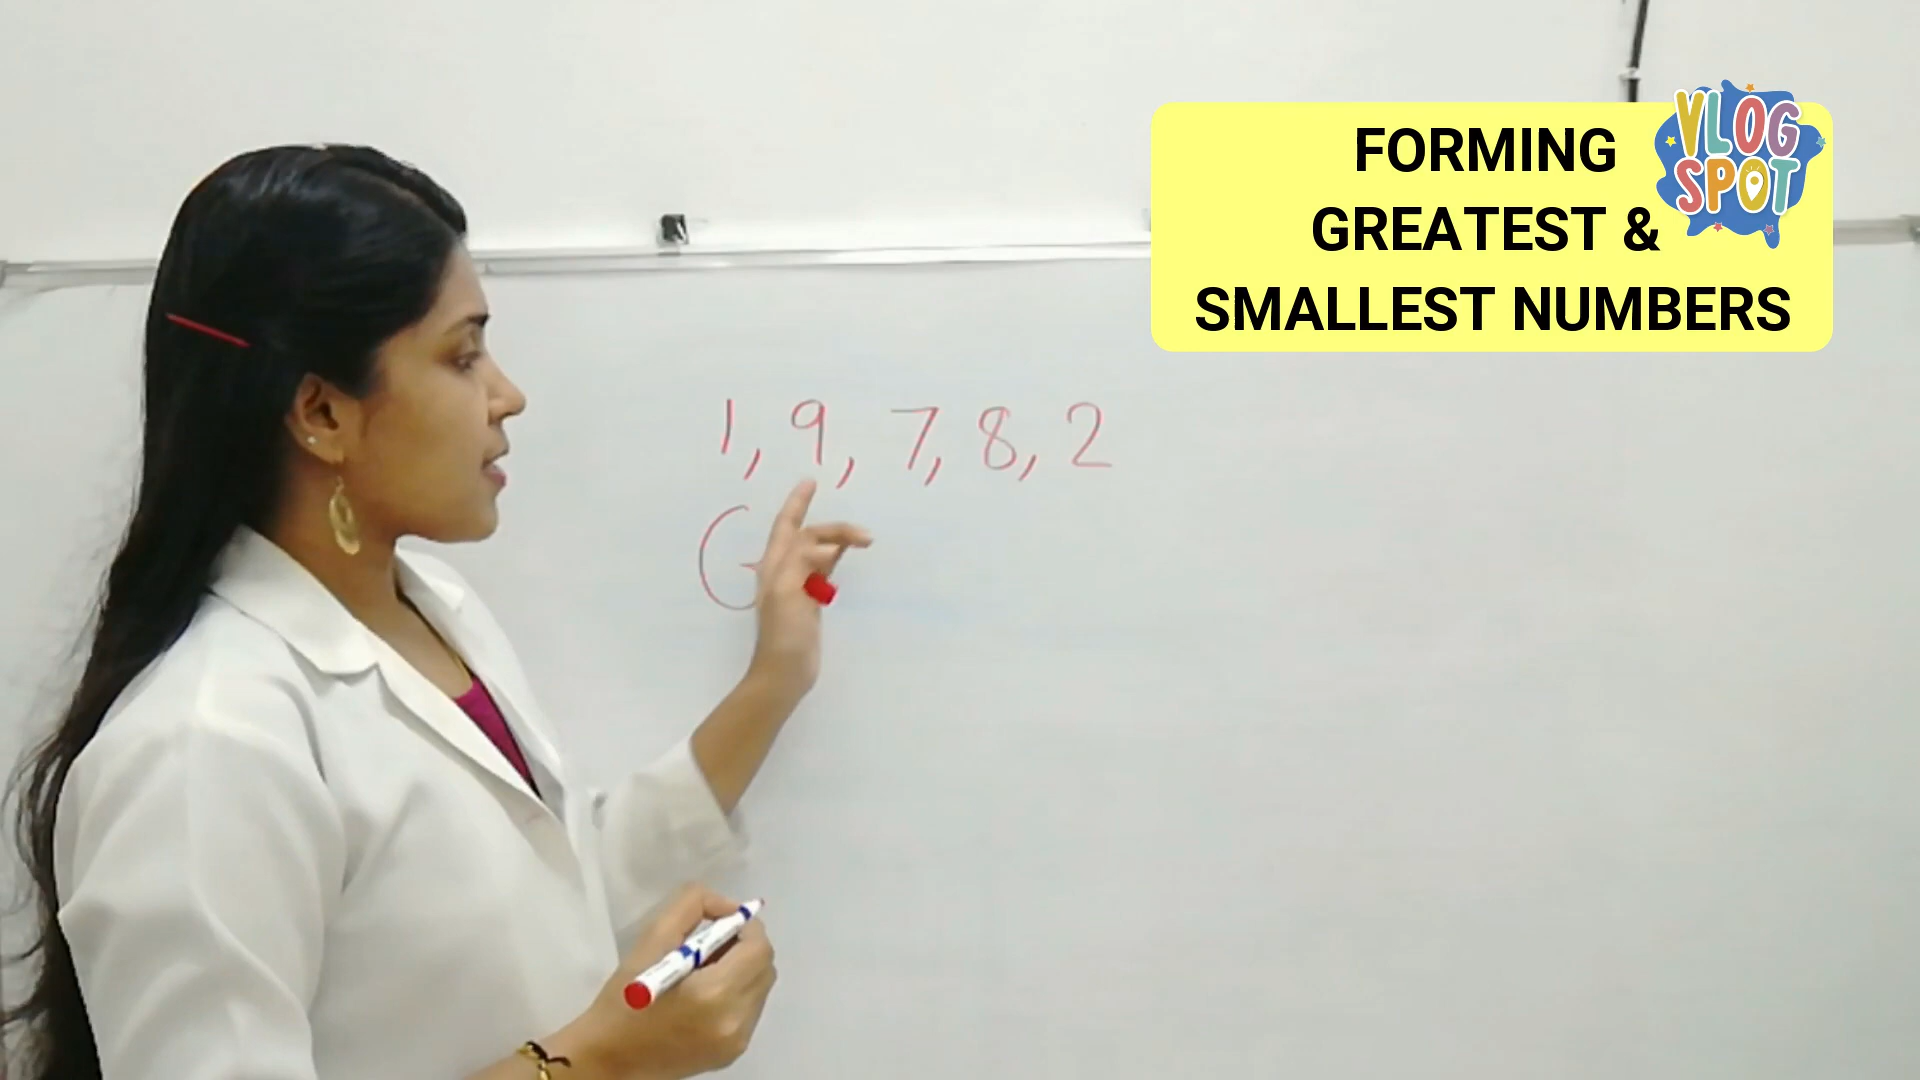 FORMING
GREATEST &
SMALLEST NUMBERS
VLOG
SPOT
1, 9, 7, 8, 2
G